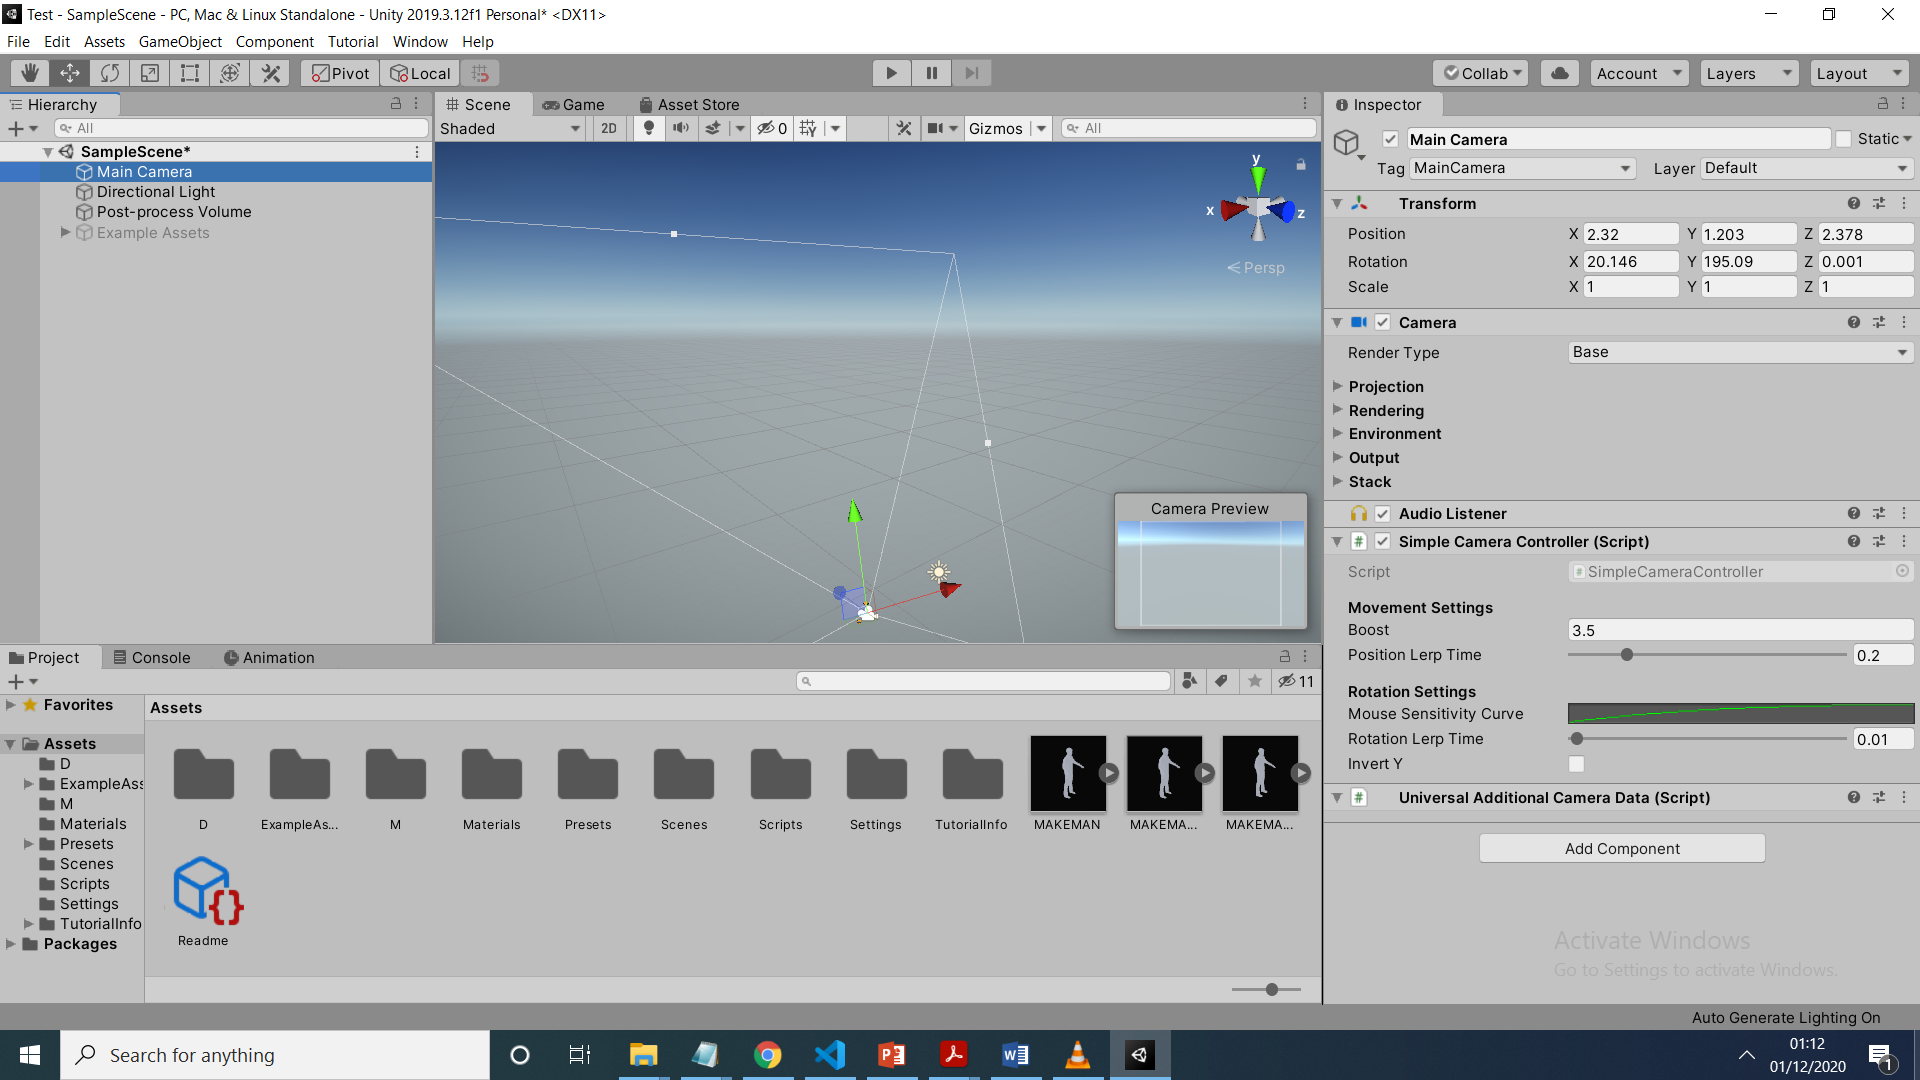 Test - SampleScene - PC, Mac & Linux Standalone - Unity 2019.3.12f1 Personal* <DX11>
File Edit Assets GameObject Component Tutorial Window Help
Pivot Local Collab Account Layers Layout
Hierarchy
All
SampleScene*
Main Camera
Directional Light
Post-process Volume
Example Assets
Scene Game Asset Store
Shaded 2D 0 Gizmos All
y
x z
Persp
Camera Preview
Inspector
Main Camera Static
Tag MainCamera Layer Default
Transform
Position X 2.32 Y 1.203 Z 2.378
Rotation X 20.146 Y 195.09 Z 0.001
Scale X 1 Y 1 Z 1
Camera
Render Type Base
Projection
Rendering
Environment
Output
Stack
Audio Listener
# Simple Camera Controller (Script)
Script SimpleCameraController
Movement Settings
Boost 3.5
Position Lerp Time 0.2
Rotation Settings
Mouse Sensitivity Curve
Rotation Lerp Time 0.01
Invert Y
# Universal Additional Camera Data (Script)
Add Component
Project Console Animation
11
Favorites
Assets
D
ExampleAss
M
Materials
Presets
Scenes
Scripts
Settings
TutorialInfo
Packages
Assets
D ExampleAs... M Materials Presets Scenes Scripts Settings TutorialInfo MAKEMAN MAKEMA... MAKEMA...
{}
Readme
Activate Windows
Go to Settings to activate Windows.
Auto Generate Lighting On
Search for anything
01:12
01/12/2020
1